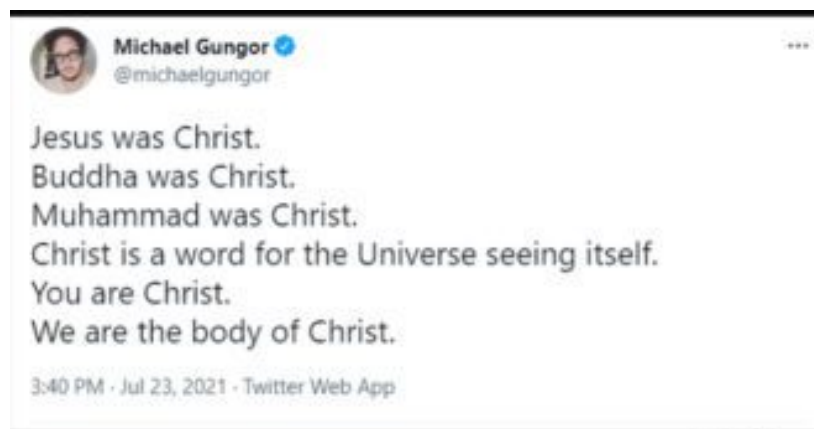 Michael Gungor
@michaelgungor
Jesus was Christ.
Buddha was Christ.
Muhammad was Christ.
Christ is a word for the Universe seeing itself.
You are Christ.
We are the body of Christ.
3:40 PM · Jul 23, 2021 · Twitter Web App